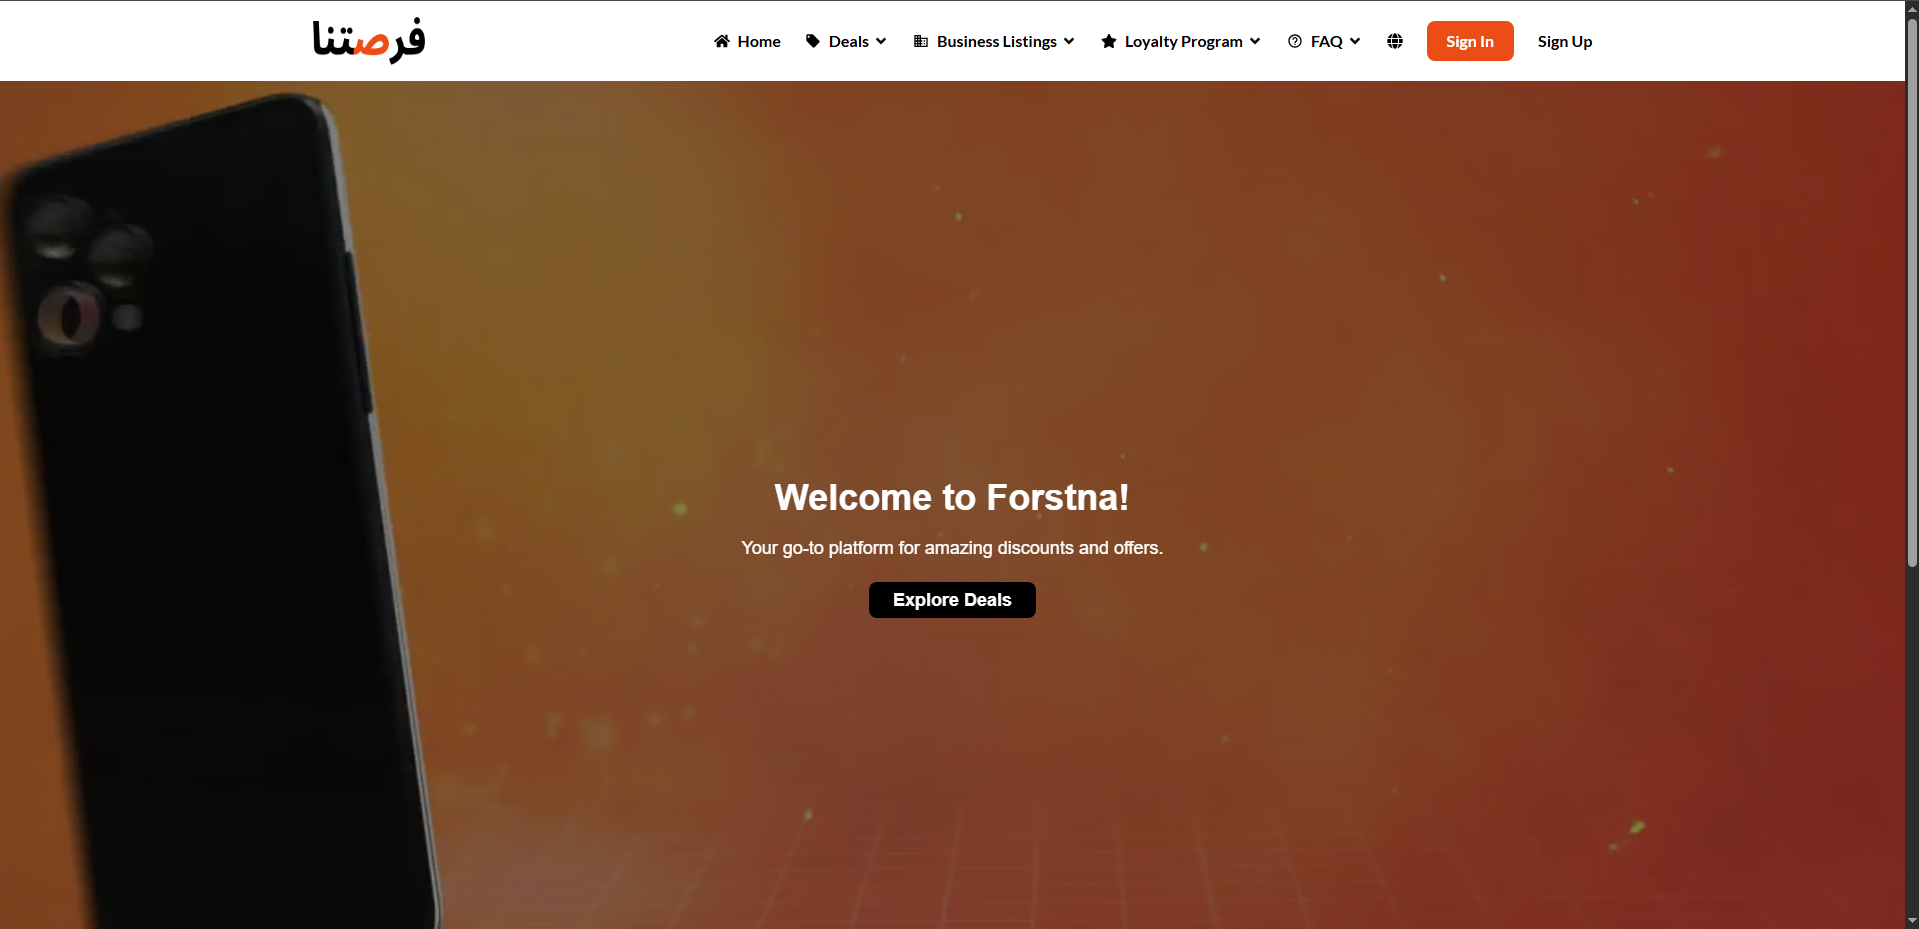 فرصتنا
Home Deals Business Listings Loyalty Program FAQ Sign In Sign Up
Welcome to Forstna!
Your go-to platform for amazing discounts and offers.
Explore Deals